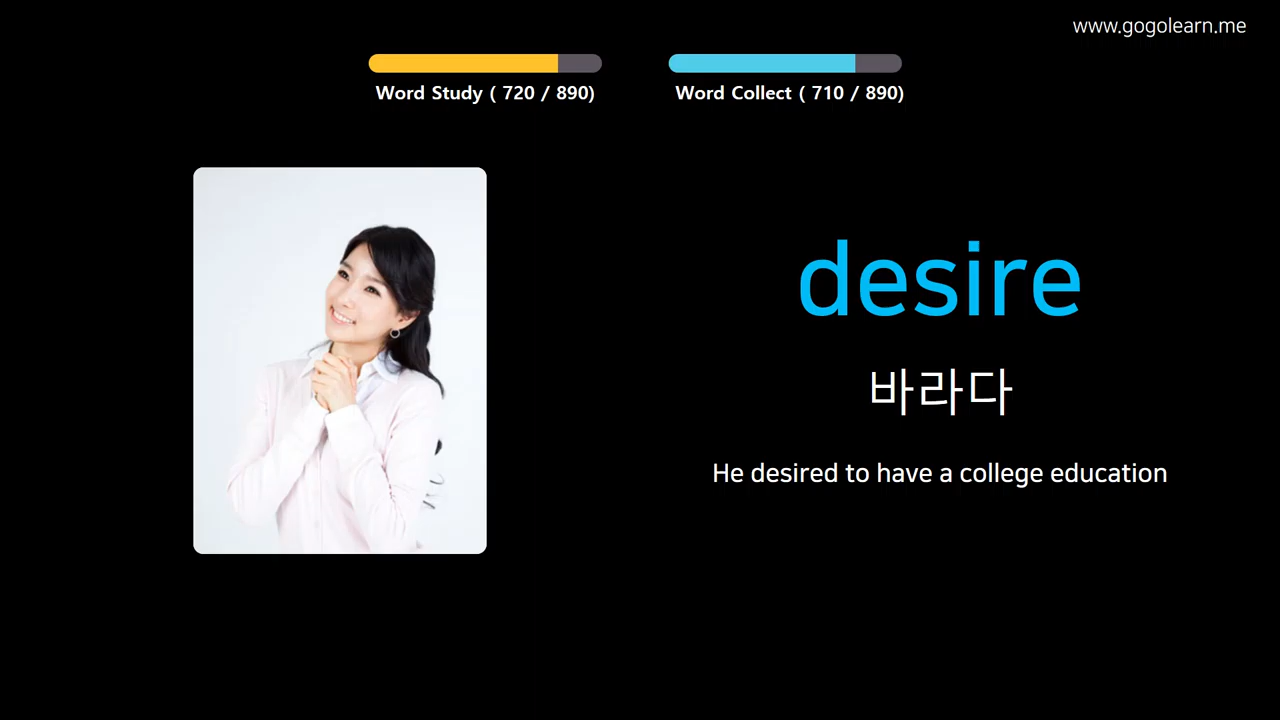 www.gogolearn.me
Word Study ( 720 / 890)
Word Collect ( 710 / 890)
desire
바라다
He desired to have a college education